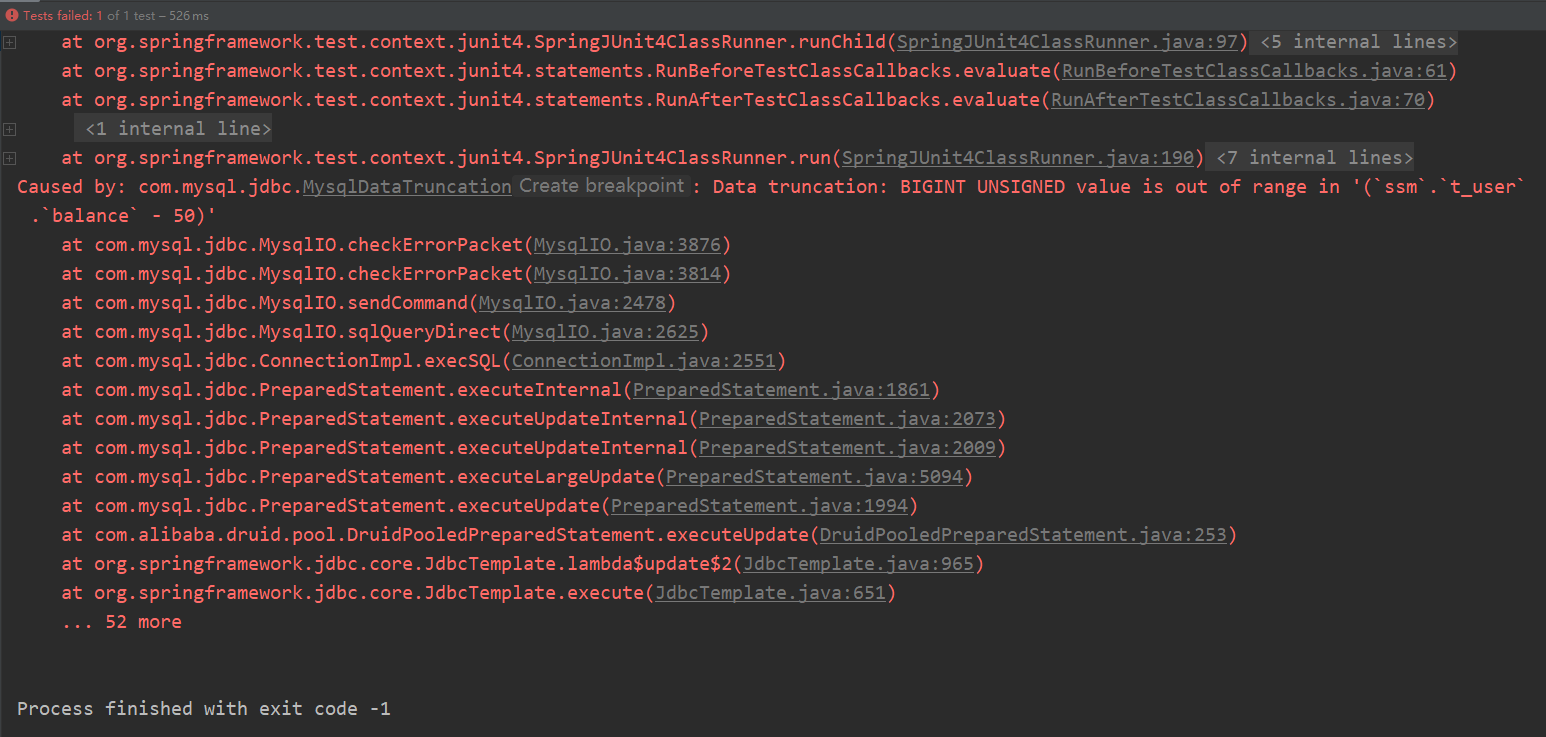 Tests failed: 1 of 1 test – 526 ms
at org.springframework.test.context.junit4.SpringJUnit4ClassRunner.runChild(SpringJUnit4ClassRunner.java:97) <5 internal lines>
at org.springframework.test.context.junit4.statements.RunBeforeTestClassCallbacks.evaluate(RunBeforeTestClassCallbacks.java:61)
at org.springframework.test.context.junit4.statements.RunAfterTestClassCallbacks.evaluate(RunAfterTestClassCallbacks.java:70)
<1 internal line>
at org.springframework.test.context.junit4.SpringJUnit4ClassRunner.run(SpringJUnit4ClassRunner.java:190) <7 internal lines>
Caused by: com.mysql.jdbc.MysqlDataTruncation Create breakpoint : Data truncation: BIGINT UNSIGNED value is out of range in '(`ssm`.`t_user`
.`balance` - 50)'
at com.mysql.jdbc.MysqlIO.checkErrorPacket(MysqlIO.java:3876)
at com.mysql.jdbc.MysqlIO.checkErrorPacket(MysqlIO.java:3814)
at com.mysql.jdbc.MysqlIO.sendCommand(MysqlIO.java:2478)
at com.mysql.jdbc.MysqlIO.sqlQueryDirect(MysqlIO.java:2625)
at com.mysql.jdbc.ConnectionImpl.execSQL(ConnectionImpl.java:2551)
at com.mysql.jdbc.PreparedStatement.executeInternal(PreparedStatement.java:1861)
at com.mysql.jdbc.PreparedStatement.executeUpdateInternal(PreparedStatement.java:2073)
at com.mysql.jdbc.PreparedStatement.executeUpdateInternal(PreparedStatement.java:2009)
at com.mysql.jdbc.PreparedStatement.executeLargeUpdate(PreparedStatement.java:5094)
at com.mysql.jdbc.PreparedStatement.executeUpdate(PreparedStatement.java:1994)
at com.alibaba.druid.pool.DruidPooledPreparedStatement.executeUpdate(DruidPooledPreparedStatement.java:253)
at org.springframework.jdbc.core.JdbcTemplate.lambda$update$2(JdbcTemplate.java:965)
at org.springframework.jdbc.core.JdbcTemplate.execute(JdbcTemplate.java:651)
... 52 more
Process finished with exit code -1